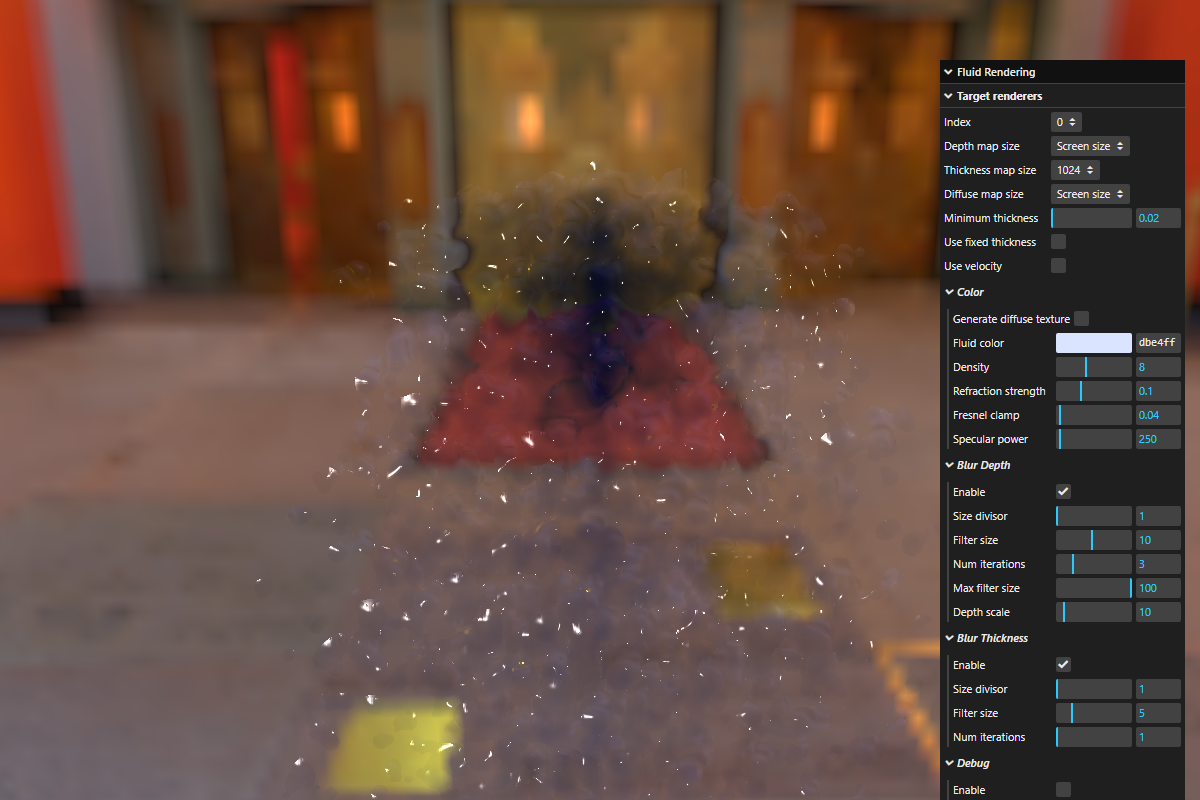 Fluid Rendering
Target renderers
Index 0
Depth map size Screen size
Thickness map size 1024
Diffuse map size Screen size
Minimum thickness 0.02
Use fixed thickness
Use velocity
Color
Generate diffuse texture
Fluid color dbe4ff
Density 8
Refraction strength 0.1
Fresnel clamp 0.04
Specular power 250
Blur Depth
Enable
Size divisor 1
Filter size 10
Num iterations 3
Max filter size 100
Depth scale 10
Blur Thickness
Enable
Size divisor 1
Filter size 5
Num iterations 1
Debug
Enable